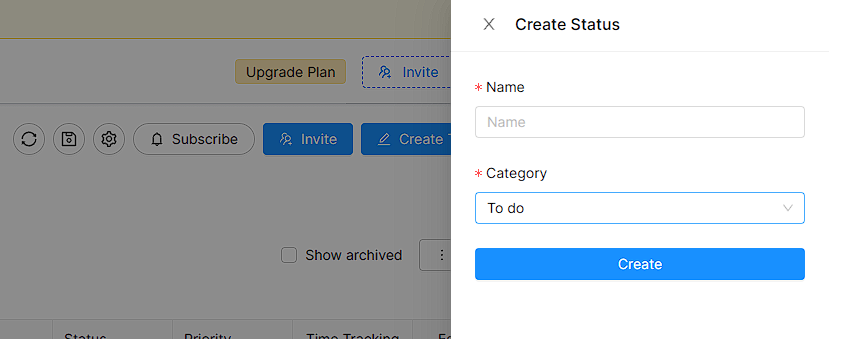 Create Status
Upgrade Plan
Invite
* Name
Name
Subscribe
Invite
Create
* Category
To do
Show archived
Create
Status
Priority
Time Tracking